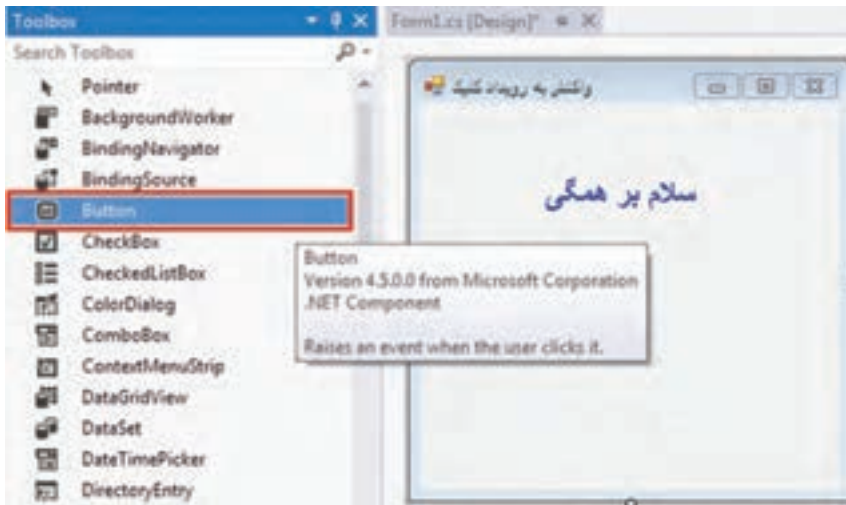 Toolbox
Search Toolbox
Pointer
BackgroundWorker
BindingNavigator
BindingSource
Button
CheckBox
CheckedListBox
ColorDialog
ComboBox
ContextMenuStrip
DataGridView
DataSet
DateTimePicker
DirectoryEntry
Button
Version 4.5.0.0 from Microsoft Corporation
.NET Component
Raises an event when the user clicks it.
Form1.cs [Design]*
واکنش به رویداد کلیک
سلام بر همگی